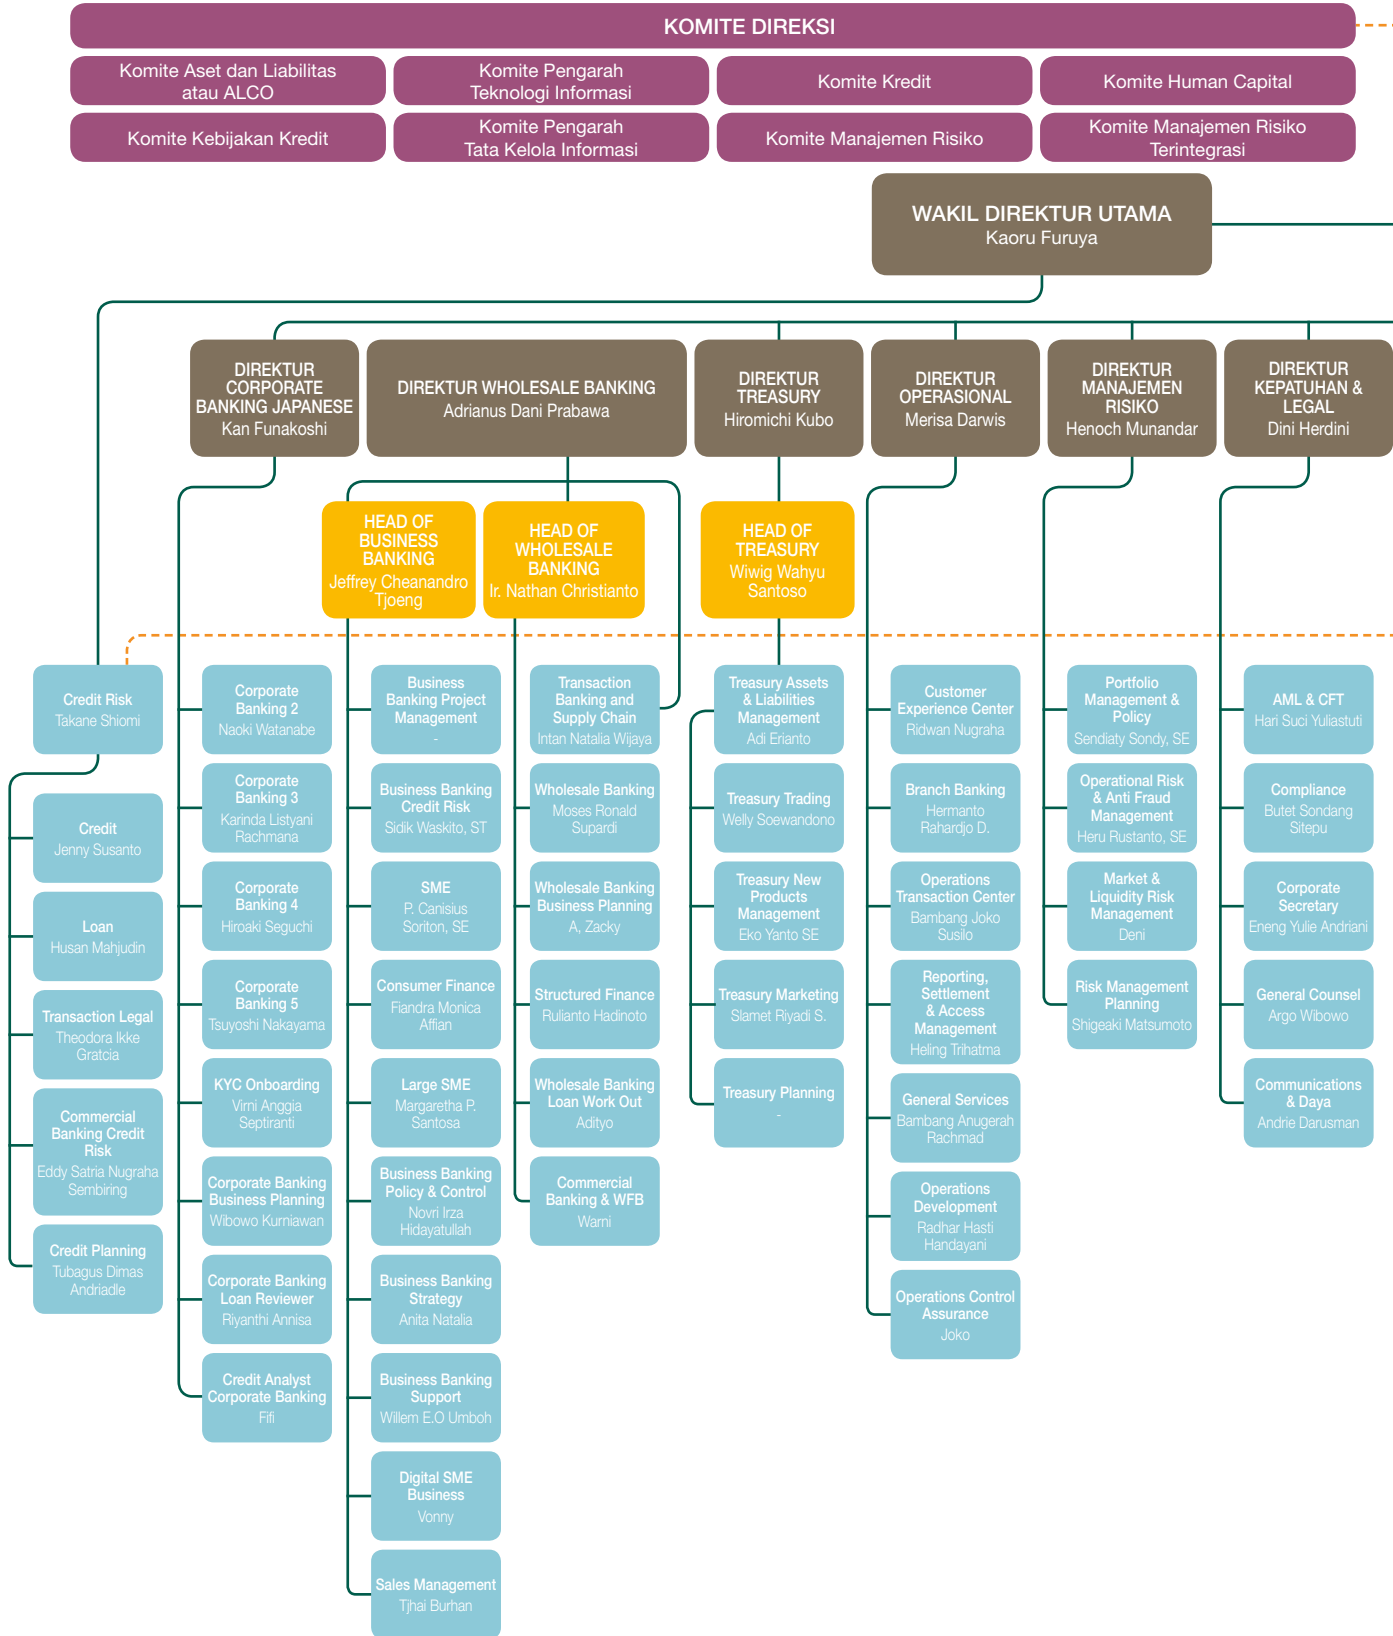 KOMITE DIREKSI
Komite Aset dan Liabilitas
atau ALCO
Komite Pengarah
Teknologi Informasi
Komite Kredit
Komite Human Capital
Komite Kebijakan Kredit
Komite Pengarah
Tata Kelola Informasi
Komite Manajemen Risiko
Komite Manajemen Risiko
Terintegrasi
WAKIL DIREKTUR UTAMA
Kaoru Furuya
DIREKTUR
CORPORATE
BANKING JAPANESE
Kan Funakoshi
DIREKTUR WHOLESALE BANKING
Adrianus Dani Prabawa
DIREKTUR
TREASURY
Hiromichi Kubo
DIREKTUR
OPERASIONAL
Merisa Darwis
DIREKTUR
MANAJEMEN
RISIKO
Henoch Munandar
DIREKTUR
KEPATUHAN &
LEGAL
Dini Herdini
HEAD OF
BUSINESS
BANKING
Jeffrey Cheanandro
Tjoeng
HEAD OF
WHOLESALE
BANKING
Ir. Nathan Christianto
HEAD OF
TREASURY
Wiwig Wahyu
Santoso
Credit Risk
Takane Shiomi
Credit
Jenny Susanto
Loan
Husan Mahjudin
Transaction Legal
Theodora Ikke
Gratcia
Commercial
Banking Credit
Risk
Eddy Satria Nugraha
Sembiring
Credit Planning
Tubagus Dimas
Andriadle
Corporate
Banking 2
Naoki Watanabe
Corporate
Banking 3
Karinda Listyani
Rachmana
Corporate
Banking 4
Hiroaki Seguchi
Corporate
Banking 5
Tsuyoshi Nakayama
KYC Onboarding
Virni Anggia
Septiranti
Corporate Banking
Business Planning
Wibowo Kurniawan
Corporate Banking
Loan Reviewer
Riyanthi Annisa
Credit Analyst
Corporate Banking
Fifi
Business
Banking Project
Management
-
Business Banking
Credit Risk
Sidik Waskito, ST
SME
P. Canisius
Soriton, SE
Consumer Finance
Fiandra Monica
Affian
Large SME
Margaretha P.
Santosa
Business Banking
Policy & Control
Novri Irza
Hidayatullah
Business Banking
Strategy
Anita Natalia
Business Banking
Support
Willem E.O Umboh
Digital SME
Business
Vonny
Sales Management
Tjhai Burhan
Transaction
Banking and
Supply Chain
Intan Natalia Wijaya
Wholesale Banking
Moses Ronald
Supardi
Wholesale Banking
Business Planning
A, Zacky
Structured Finance
Rulianto Hadinoto
Wholesale Banking
Loan Work Out
Adityo
Commercial
Banking & WFB
Warni
Treasury Assets
& Liabilities
Management
Adi Erianto
Treasury Trading
Welly Soewandono
Treasury New
Products
Management
Eko Yanto SE
Treasury Marketing
Slamet Riyadi S.
Treasury Planning
-
Customer
Experience Center
Ridwan Nugraha
Branch Banking
Hermanto
Rahardjo D.
Operations
Transaction Center
Bambang Joko
Susilo
Reporting,
Settlement
& Access
Management
Heling Trihatma
General Services
Bambang Anugerah
Rachmad
Operations
Development
Radhar Hasti
Handayani
Operations Control
Assurance
Joko
Portfolio
Management &
Policy
Sendiaty Sondy, SE
Operational Risk
& Anti Fraud
Management
Heru Rustanto, SE
Market &
Liquidity Risk
Management
Deni
Risk Management
Planning
Shigeaki Matsumoto
AML & CFT
Hari Suci Yuliastuti
Compliance
Butet Sondang
Sitepu
Corporate
Secretary
Eneng Yulie Andriani
General Counsel
Argo Wibowo
Communications
& Daya
Andrie Darusman